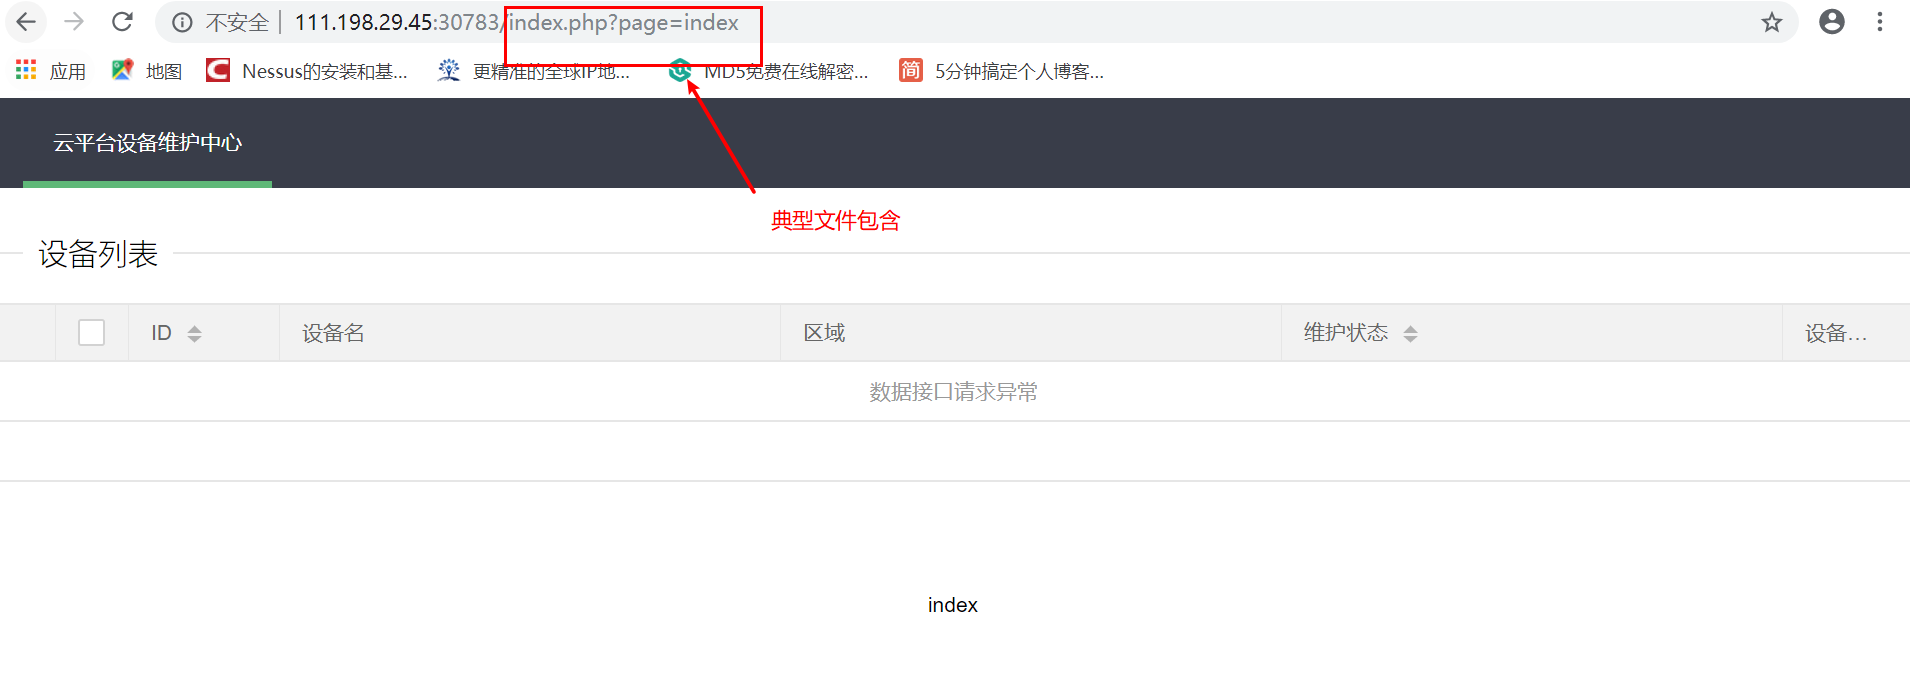 不安全 | 111.198.29.45:30783/index.php?page=index
应用 地图 Nessus的安装和基... 更精准的全球IP地... MD5免费在线解密... 简 5分钟搞定个人博客...
云平台设备维护中心
典型文件包含
设备列表
ID 设备名 区域 维护状态 设备...
数据接口请求异常
index